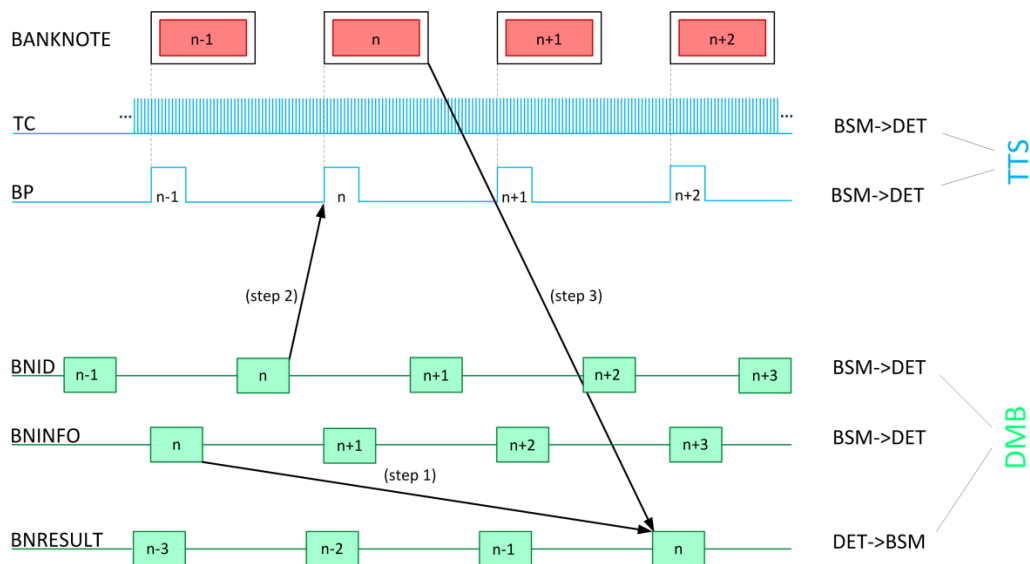 BANKNOTE
n-1
n
n+1
n+2
...
...
TC
BSM->DET
BP
n-1
n
n+1
n+2
BSM->DET
TTS
(step 2)
(step 3)
BNID
n-1
n
n+1
n+2
n+3
BSM->DET
BNINFO
n
n+1
n+2
n+3
BSM->DET
DMB
(step 1)
BNRESULT
n-3
n-2
n-1
n
DET->BSM